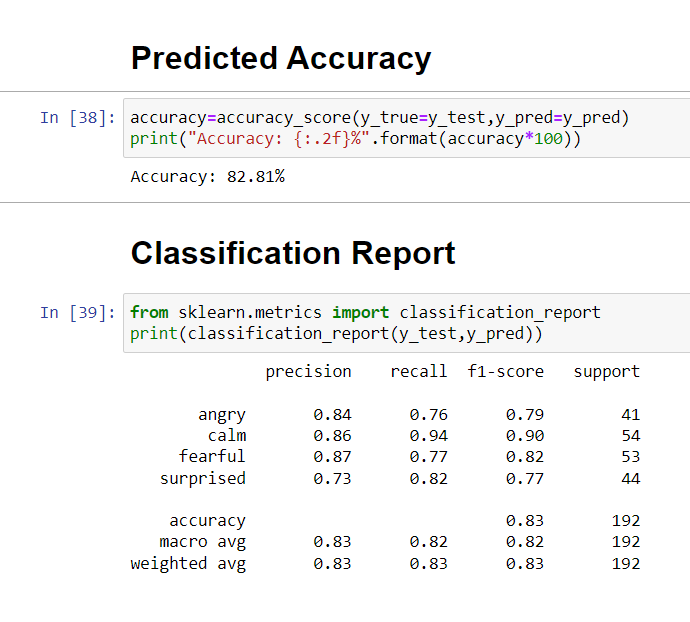 Predicted Accuracy
In [38]: accuracy=accuracy_score(y_true=y_test,y_pred=y_pred)
print("Accuracy: {:.2f}%".format(accuracy*100))
Accuracy: 82.81%
Classification Report
In [39]: from sklearn.metrics import classification_report
print(classification_report(y_test,y_pred))
precision recall f1-score support
angry 0.84 0.76 0.79 41
calm 0.86 0.94 0.90 54
fearful 0.87 0.77 0.82 53
surprised 0.73 0.82 0.77 44
accuracy 0.83 192
macro avg 0.83 0.82 0.82 192
weighted avg 0.83 0.83 0.83 192